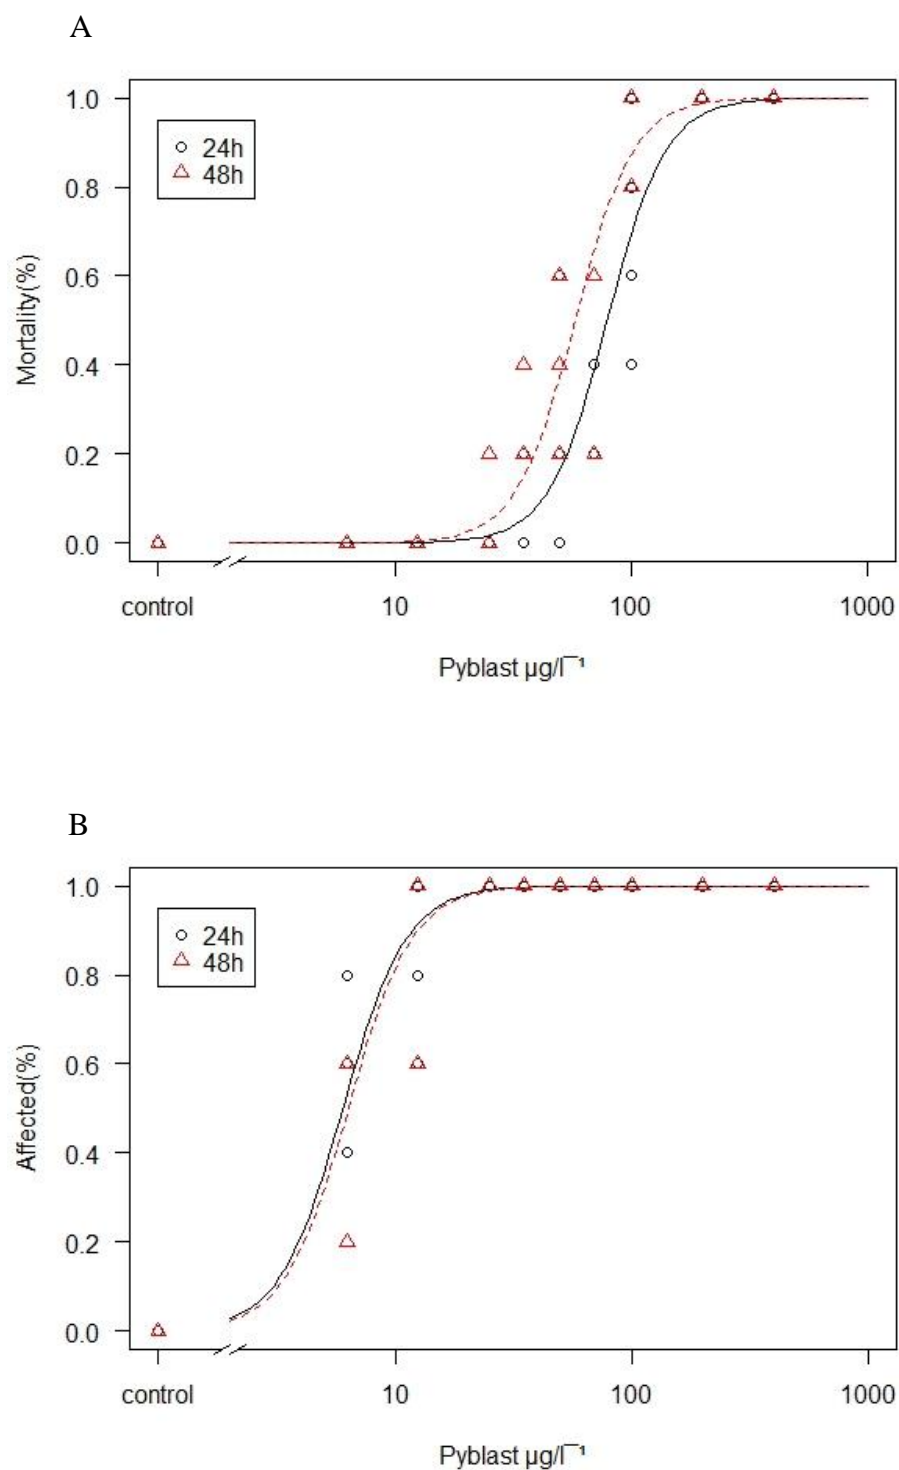 A
1.0
0.8
0.6
0.4
0.2
0.0
Mortality(%)
24h
48h
control 10 100 1000
Pyblast µg/l¯¹
B
1.0
0.8
0.6
0.4
0.2
0.0
Affected(%)
24h
48h
control 10 100 1000
Pyblast µg/l¯¹